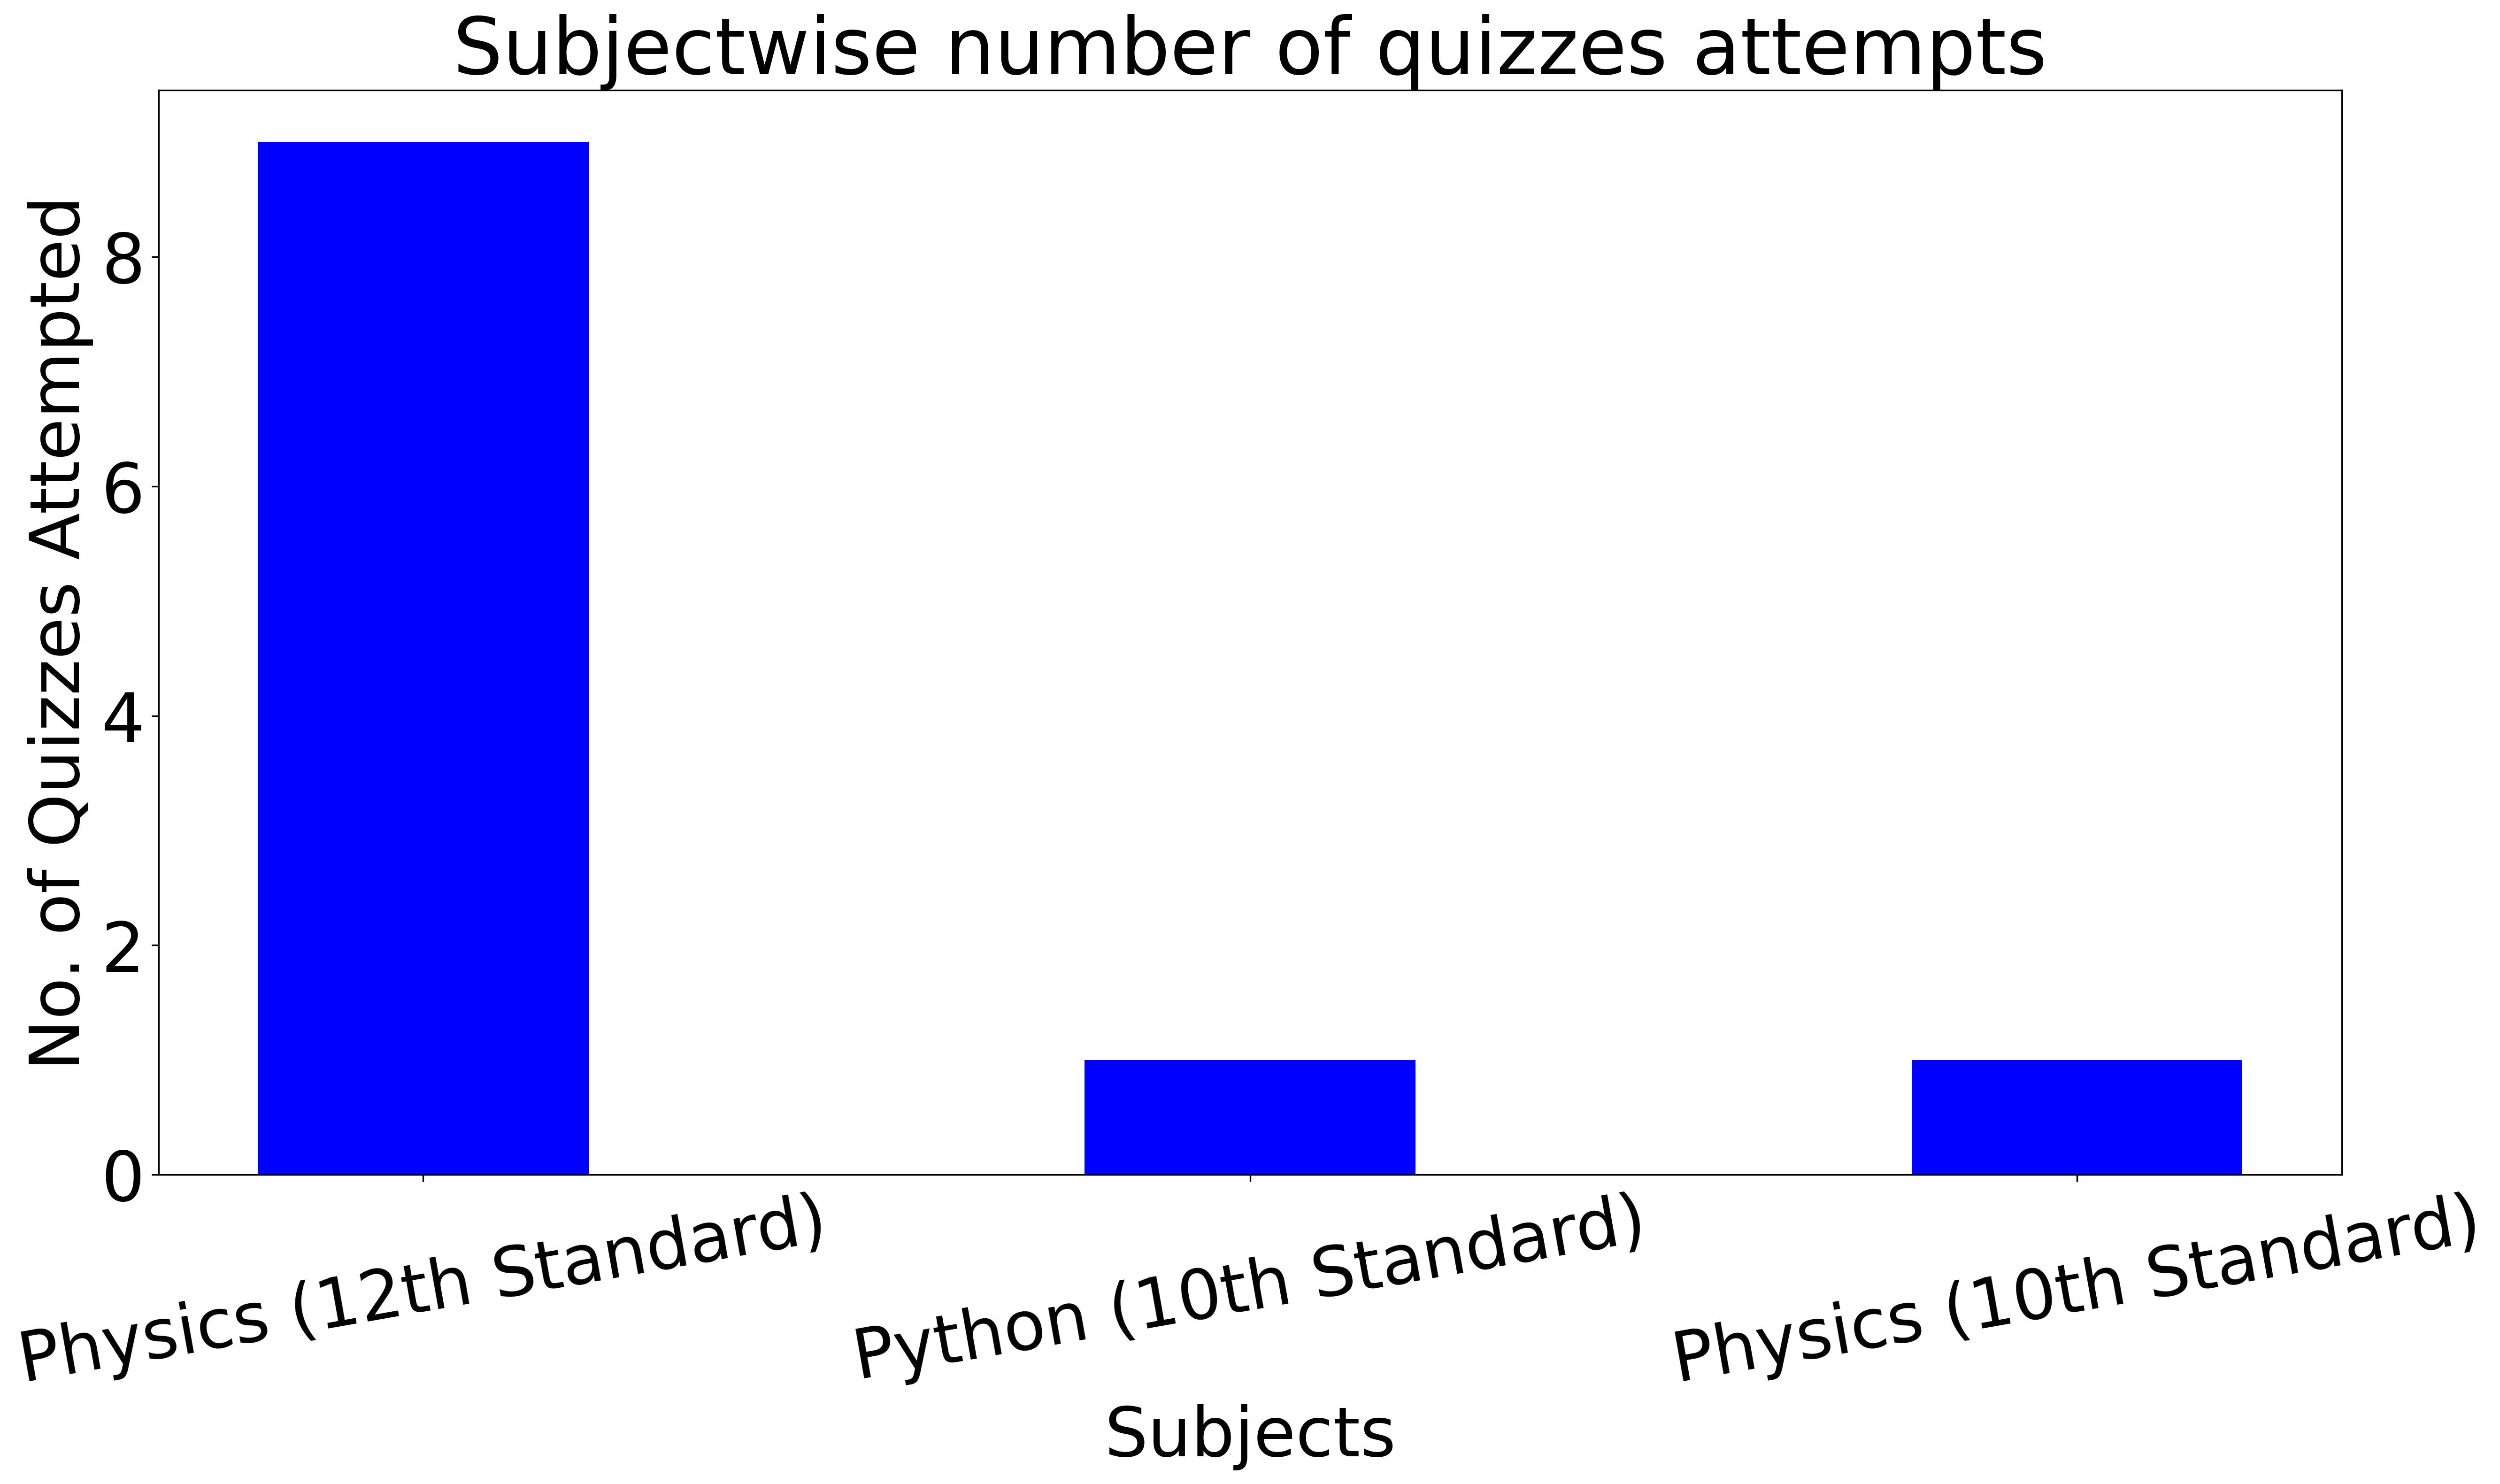 Subjectwise number of quizzes attempts
No. of Quizzes Attempted
8
6
4
2
0
Physics (12th Standard)
Python (10th Standard)
Physics (10th Standard)
Subjects